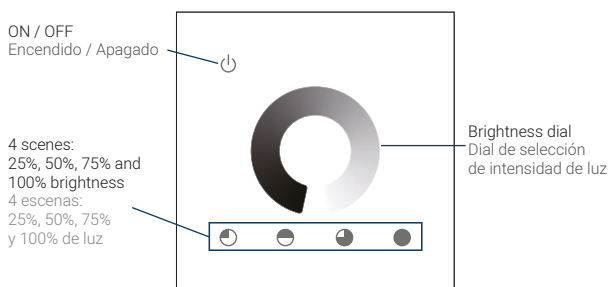 ON / OFF
Encendido / Apagado
4 scenes:
25%, 50%, 75% and
100% brightness
4 escenas:
25%, 50%, 75%
y 100% de luz
Brightness dial
Dial de selección
de intensidad de luz